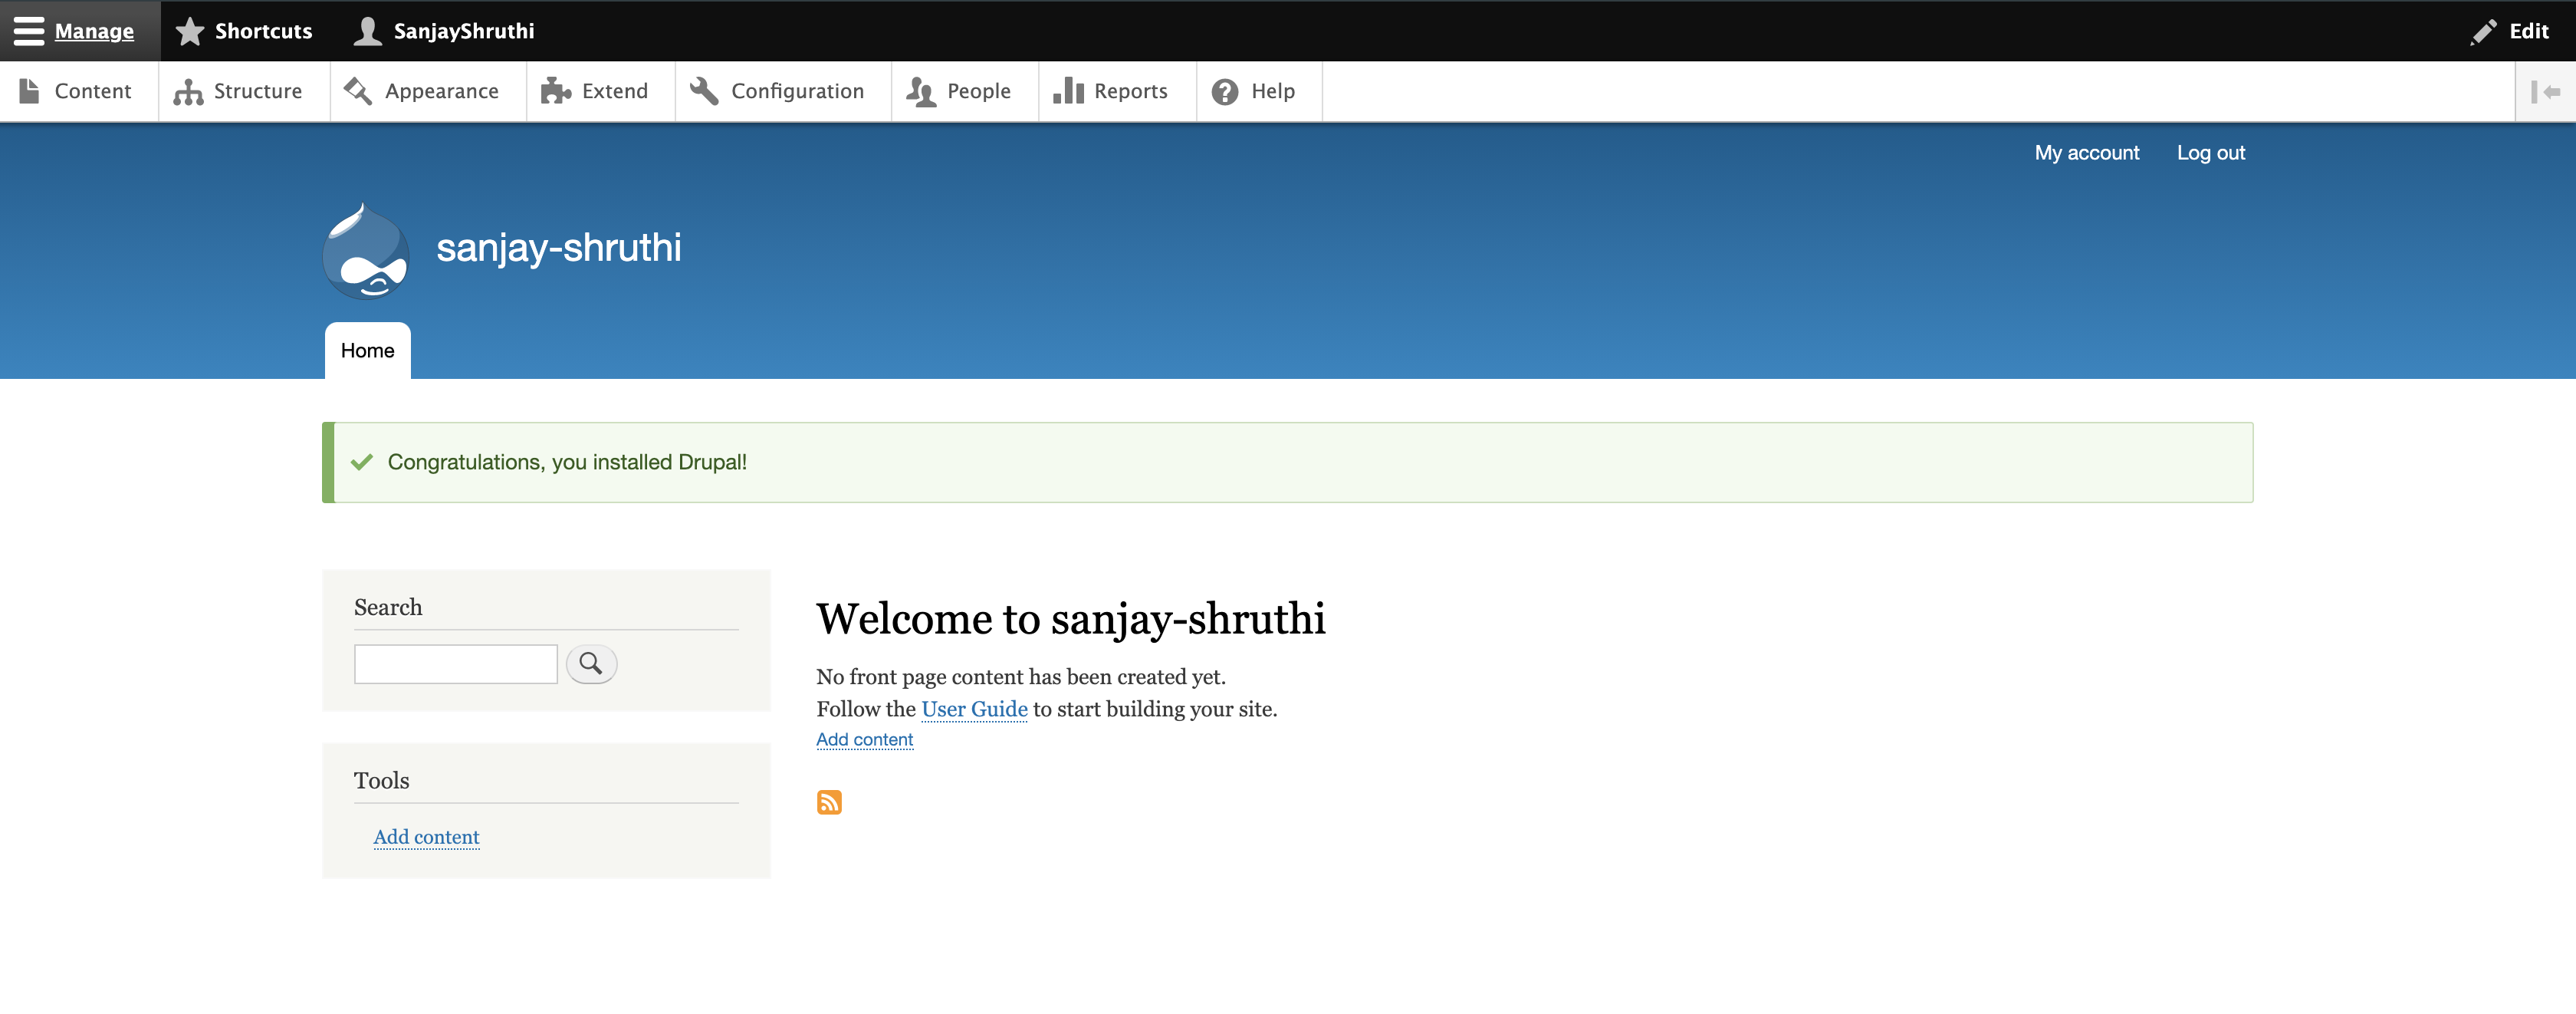 Manage Shortcuts SanjayShruthi Edit
Content Structure Appearance Extend Configuration People Reports Help
My account Log out
sanjay-shruthi
Home
Congratulations, you installed Drupal!
Search
Welcome to sanjay-shruthi
No front page content has been created yet.
Follow the User Guide to start building your site.
Add content
Tools
Add content